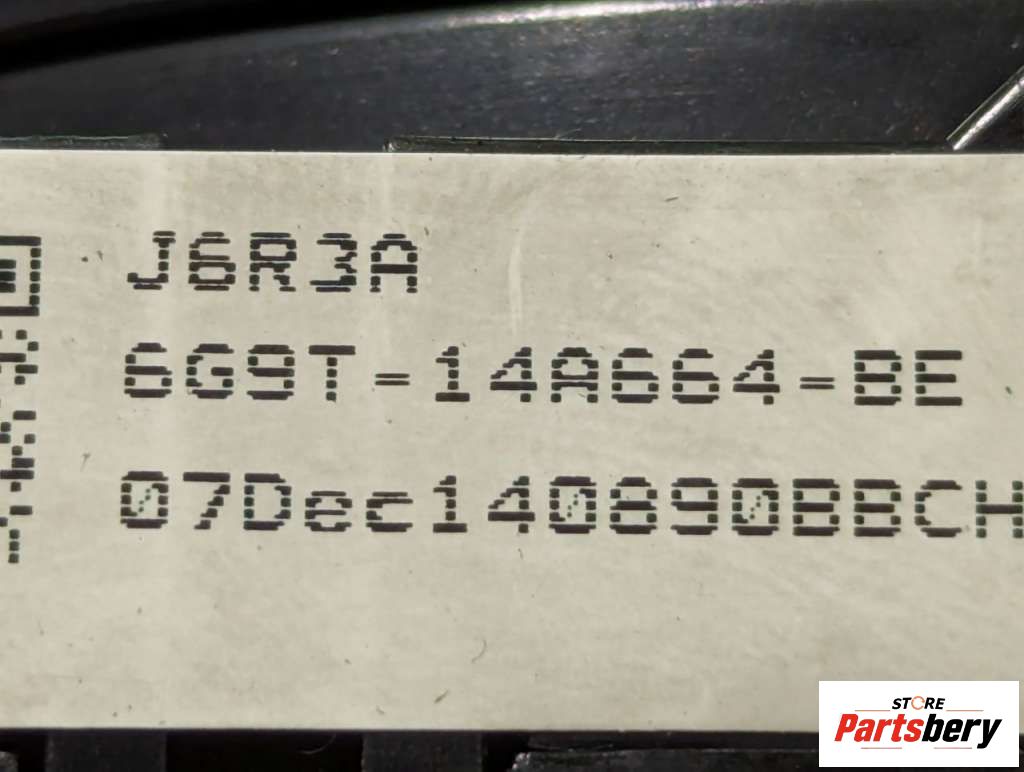 J6R3A
6G9T-14A664-BE
07Dec140890BBCH
STORE
Partsbery